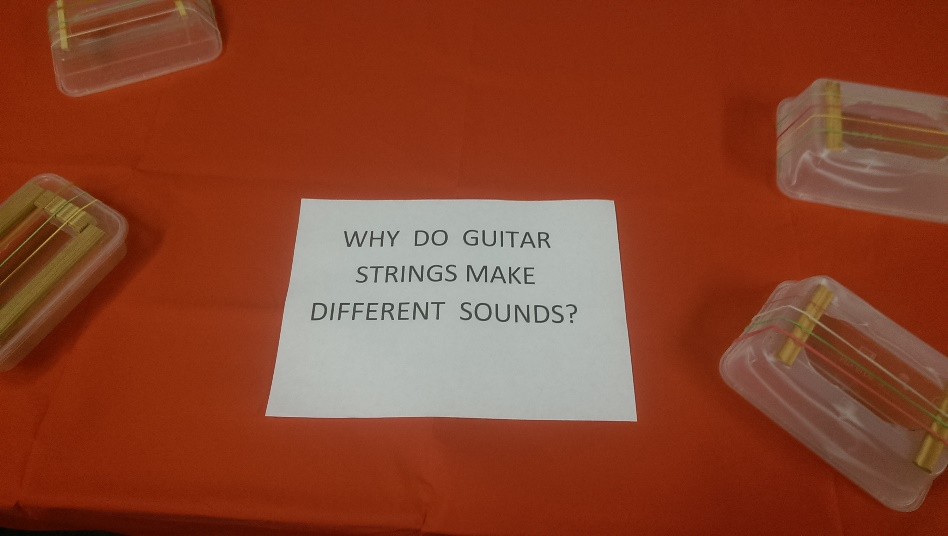 WHY DO GUITAR
STRINGS MAKE
DIFFERENT SOUNDS?